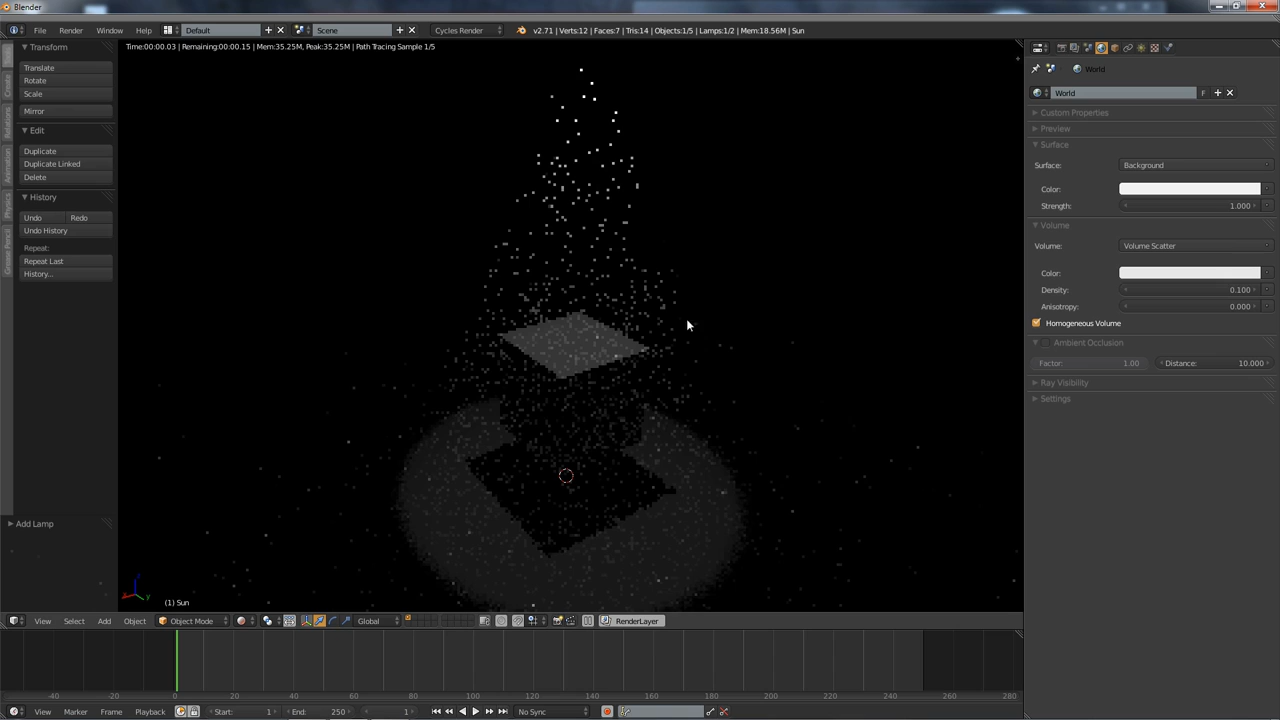 Blender
File Render Window Help Default Scene Cycles Render v2.71 | Verts:12 | Faces:7 | Tris:14 | Objects:1/5 | Lamps:1/2 | Mem:18.56M | Sun
Time:00:00.03 | Remaining:00:00.15 | Mem:35.25M, Peak:35.25M | Path Tracing Sample 1/5
Transform
Translate
Rotate
Scale
Mirror
Edit
Duplicate
Duplicate Linked
Delete
History
Undo Redo
Undo History
Repeat:
Repeat Last
History...
Add Lamp
Create
Relations
Animation
Physics
Grease Pencil
World
World F
Custom Properties
Preview
Surface
Surface: Background
Color:
Strength: 1.000
Volume
Volume: Volume Scatter
Color:
Density: 0.100
Anisotropy: 0.000
Homogeneous Volume
Ambient Occlusion
Factor: 1.00 Distance: 10.000
Ray Visibility
Settings
(1) Sun
View Select Add Object Object Mode Global RenderLayer
-40 -20 0 20 40 60 80 100 120 140 160 180 200 220 240 260 280
View Marker Frame Playback Start: 1 End: 250 1 No Sync